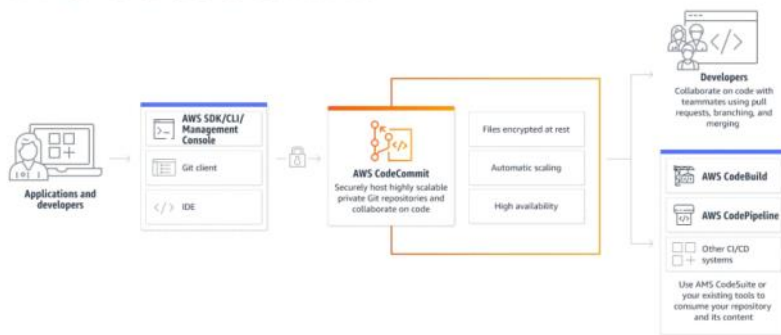 Applications and
developers
AWS SDK/CLI/
Management
Console
Git client
IDE
AWS CodeCommit
Securely host highly scalable
private Git repositories and
collaborate on code
Files encrypted at rest
Automatic scaling
High availability
Developers
Collaborate on code with
teammates using pull
requests, branching, and
merging
AWS CodeBuild
AWS CodePipeline
Other CI/CD
systems
Use AMS CodeSuite or
your existing tools to
consume your repository
and its content